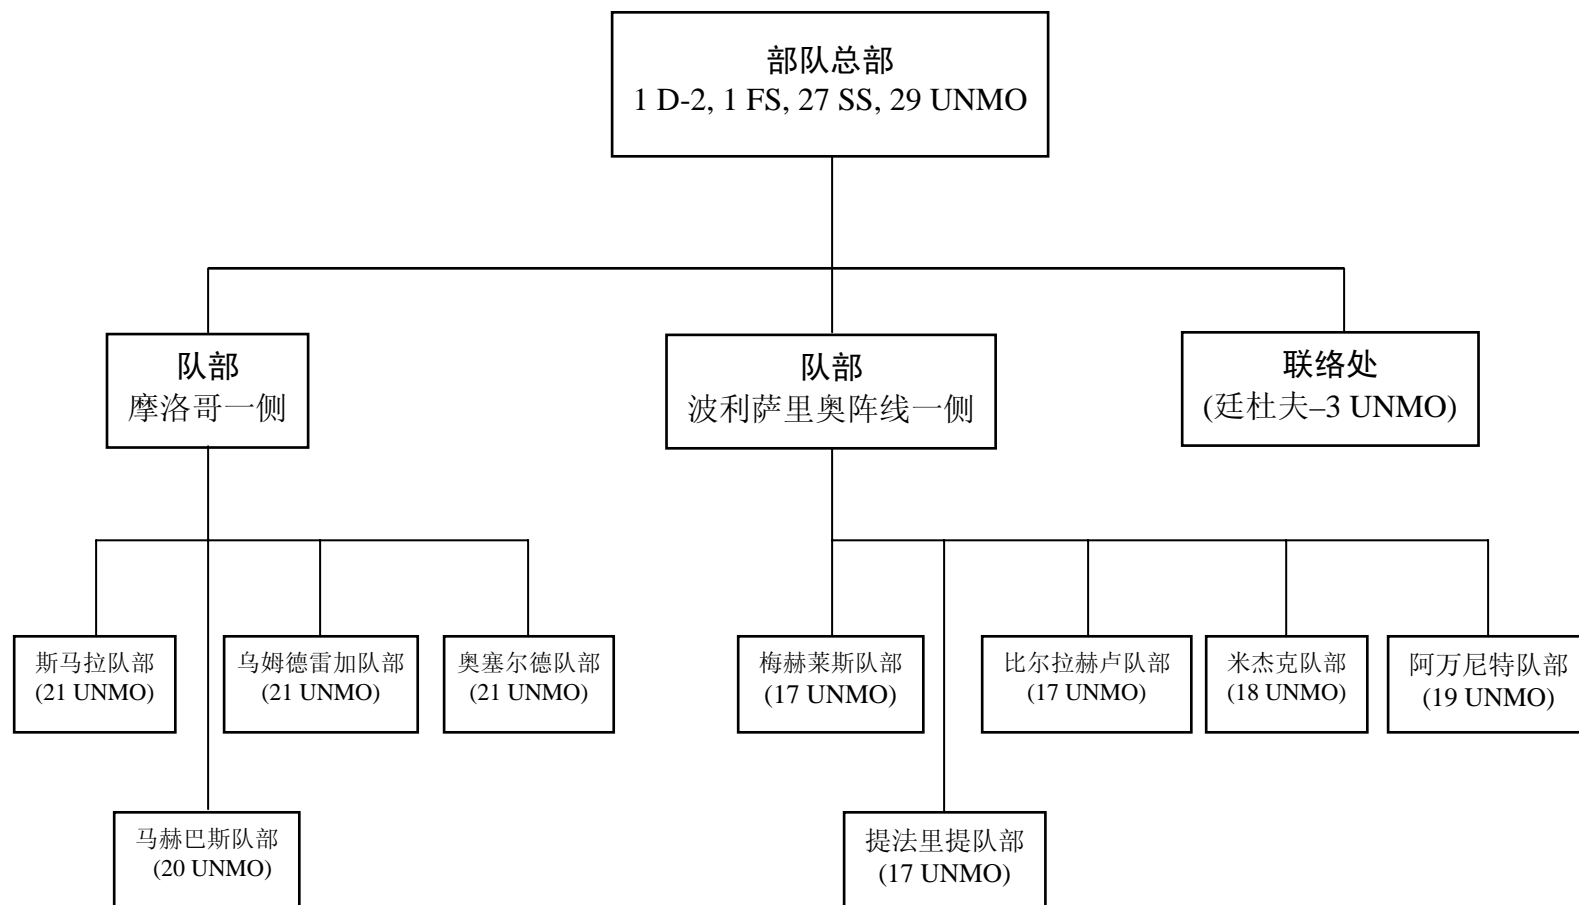 部队总部
1 D-2, 1 FS, 27 SS, 29 UNMO
队部
摩洛哥一侧
队部
波利萨里奥阵线一侧
联络处
(廷杜夫–3 UNMO)
斯马拉队部
(21 UNMO)
乌姆德雷加队部
(21 UNMO)
奥塞尔德队部
(21 UNMO)
梅赫莱斯队部
(17 UNMO)
比尔拉赫卢队部
(17 UNMO)
米杰克队部
(18 UNMO)
阿万尼特队部
(19 UNMO)
马赫巴斯队部
(20 UNMO)
提法里提队部
(17 UNMO)